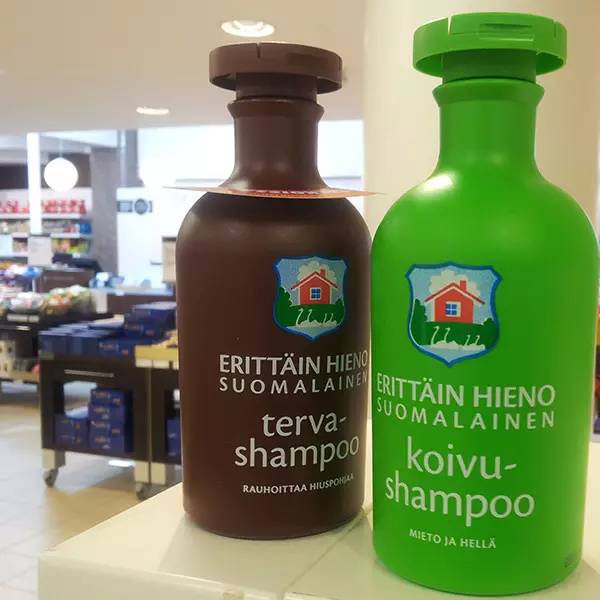 ERITTÄIN HIENO
SUOMALAINEN
terva-
shampoo
RAUHOITTAA HIUSPOHJAA
ERITTÄIN HIENO
SUOMALAINEN
koivu-
shampoo
MIETO JA HELLÄ